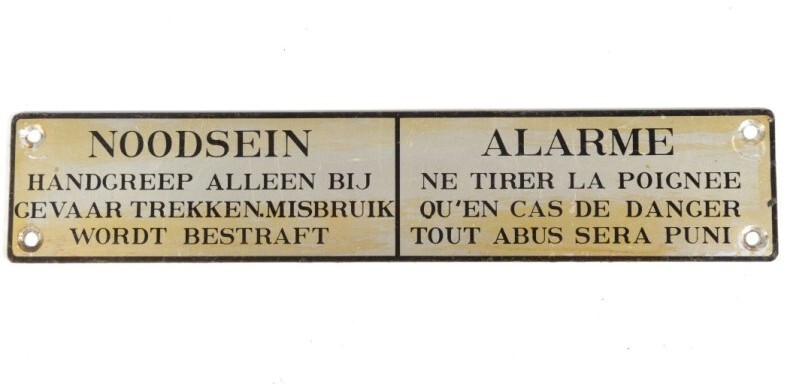 NOODSEIN
HANDGREEP ALLEEN BIJ
GEVAAR TREKKEN.MISBRUIK
WORDT BESTRAFT
ALARME
NE TIRER LA POIGNEE
QU'EN CAS DE DANGER
TOUT ABUS SERA PUNI